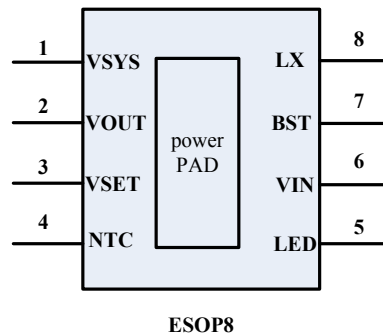 1 VSYS
2 VOUT
3 VSET
4 NTC
power
PAD
LX 8
BST 7
VIN 6
LED 5
ESOP8